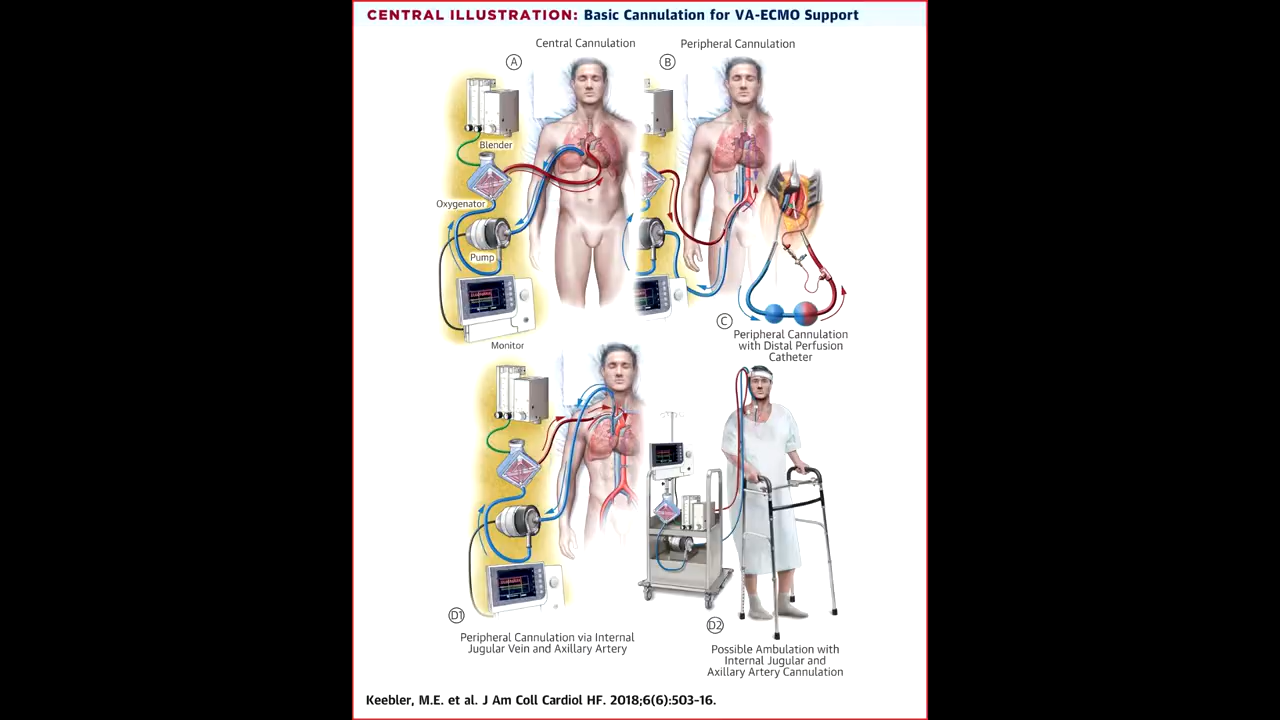 CENTRAL ILLUSTRATION: Basic Cannulation for VA-ECMO Support
Central Cannulation
A
Blender
Oxygenator
Pump
Monitor
Peripheral Cannulation
B
C
Peripheral Cannulation
with Distal Perfusion
Catheter
D1
Peripheral Cannulation via Internal
Jugular Vein and Axillary Artery
D2
Possible Ambulation with
Internal Jugular and
Axillary Artery Cannulation
Keebler, M.E. et al. J Am Coll Cardiol HF. 2018;6(6):503–16.